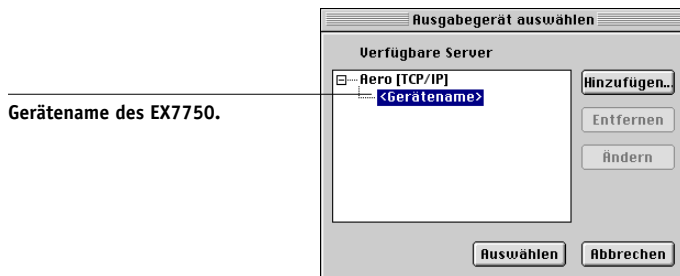 Ausgabegerät auswählen
Verfügbare Server
Aero [TCP/IP]
<Gerätename>
Hinzufügen...
Entfernen
Ändern
Auswählen
Abbrechen
Gerätename des EX7750.